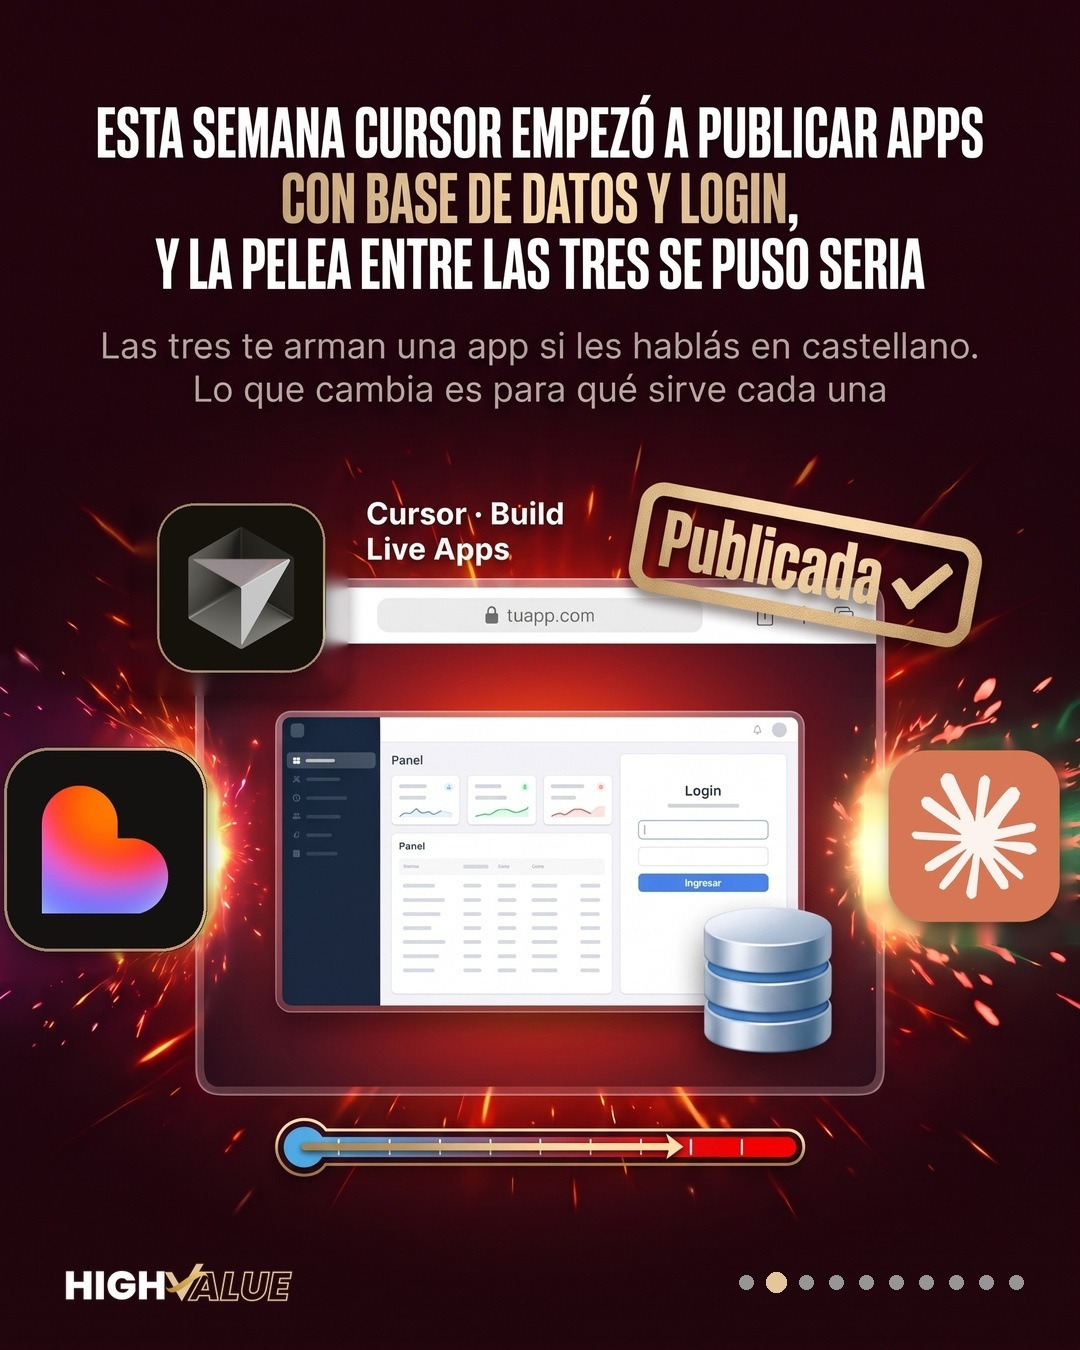 ESTA SEMANA CURSOR EMPEZÓ A PUBLICAR APPS
CON BASE DE DATOS Y LOGIN,
Y LA PELEA ENTRE LAS TRES SE PUSO SERIA
Las tres te arman una app si les hablás en castellano.
Lo que cambia es para qué sirve cada una
Cursor · Build
Live Apps
Publicada
tuapp.com
Panel
Login
Panel
Ingresar
HIGHVALUE